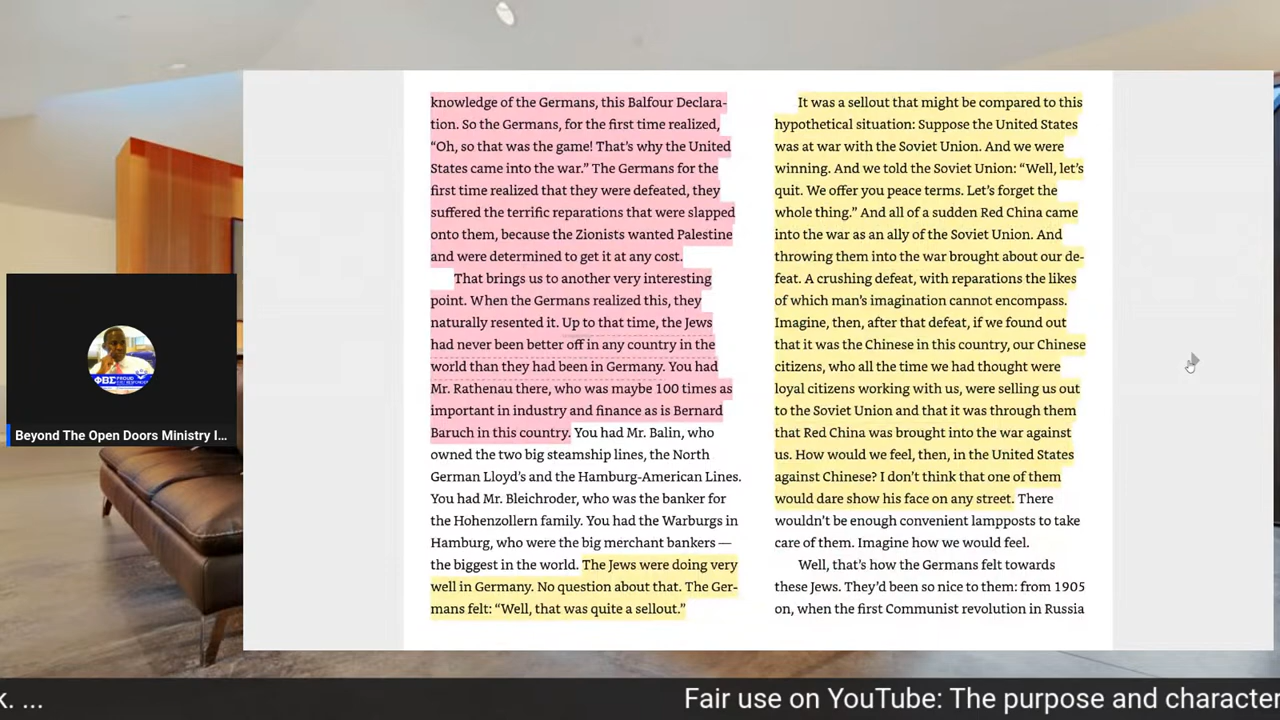 knowledge of the Germans, this Balfour Declara-
tion. So the Germans, for the first time realized,
“Oh, so that was the game! That’s why the United
States came into the war.” The Germans for the
first time realized that they were defeated, they
suffered the terrific reparations that were slapped
onto them, because the Zionists wanted Palestine
and were determined to get it at any cost.
That brings us to another very interesting
point. When the Germans realized this, they
naturally resented it. Up to that time, the Jews
had never been better off in any country in the
world than they had been in Germany. You had
Mr. Rathenau there, who was maybe 100 times as
important in industry and finance as is Bernard
Baruch in this country. You had Mr. Balin, who
owned the two big steamship lines, the North
German Lloyd’s and the Hamburg-American Lines.
You had Mr. Bleichroder, who was the banker for
the Hohenzollern family. You had the Warburgs in
Hamburg, who were the big merchant bankers —
the biggest in the world. The Jews were doing very
well in Germany. No question about that. The Ger-
mans felt: “Well, that was quite a sellout.”
It was a sellout that might be compared to this
hypothetical situation: Suppose the United States
was at war with the Soviet Union. And we were
winning. And we told the Soviet Union: “Well, let’s
quit. We offer you peace terms. Let’s forget the
whole thing.” And all of a sudden Red China came
into the war as an ally of the Soviet Union. And
throwing them into the war brought about our de-
feat. A crushing defeat, with reparations the likes
of which man’s imagination cannot encompass.
Imagine, then, after that defeat, if we found out
that it was the Chinese in this country, our Chinese
citizens, who all the time we had thought were
loyal citizens working with us, were selling us out
to the Soviet Union and that it was through them
that Red China was brought into the war against
us. How would we feel, then, in the United States
against Chinese? I don’t think that one of them
would dare show his face on any street. There
wouldn’t be enough convenient lampposts to take
care of them. Imagine how we would feel.
Well, that’s how the Germans felt towards
these Jews. They’d been so nice to them: from 1905
on, when the first Communist revolution in Russia
ΦΒΣ PROUD
Beyond The Open Doors Ministry I...
k. ...
Fair use on YouTube: The purpose and character